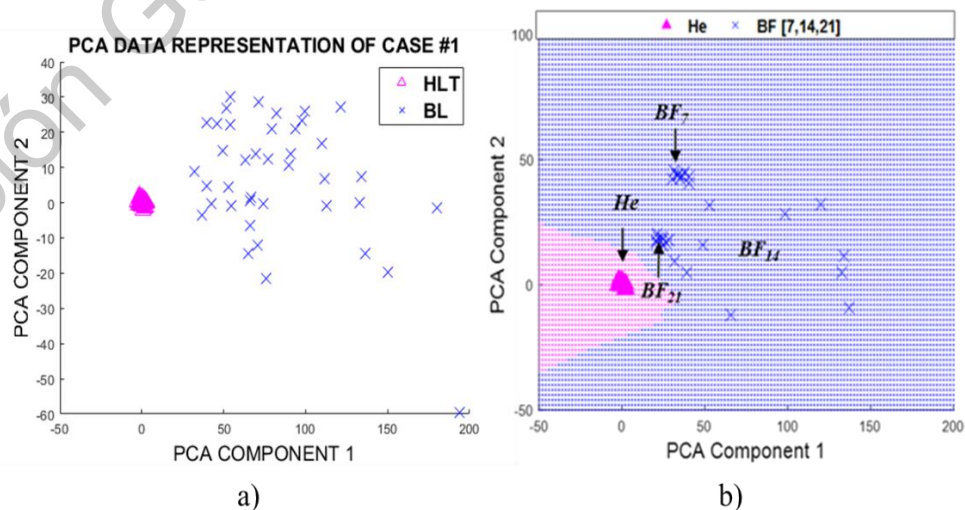 ión G
PCA DATA REPRESENTATION OF CASE #1
HLT
BL
40
30
20
10
0
-10
-20
-30
-40
-50
-60
PCA COMPONENT 2
-50 0 50 100 150 200
PCA COMPONENT 1
a)
He BF [7,14,21]
100
50
0
-50
PCA Component 2
BF7
He
BF14
BF21
-50 0 50 100 150 200
PCA Component 1
b)